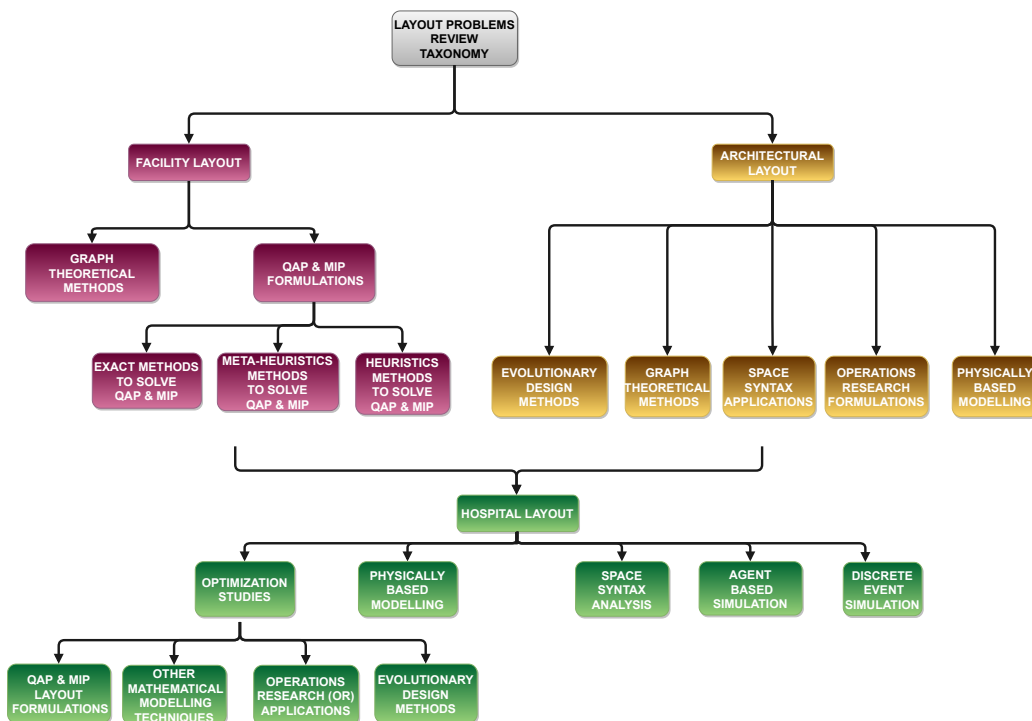 LAYOUT PROBLEMS
REVIEW
TAXONOMY
FACILITY LAYOUT
ARCHITECTURAL
LAYOUT
GRAPH
THEORETICAL
METHODS
QAP & MIP
FORMULATIONS
EXACT METHODS
TO SOLVE
QAP & MIP
META-HEURISTICS
METHODS
TO SOLVE
QAP & MIP
HEURISTICS
METHODS
TO SOLVE
QAP & MIP
EVOLUTIONARY
DESIGN
METHODS
GRAPH
THEORETICAL
METHODS
SPACE
SYNTAX
APPLICATIONS
OPERATIONS
RESEARCH
FORMULATIONS
PHYSICALLY
BASED
MODELLING
HOSPITAL LAYOUT
OPTIMIZATION
STUDIES
PHYSICALLY
BASED
MODELLING
SPACE
SYNTAX
ANALYSIS
AGENT
BASED
SIMULATION
DISCRETE
EVENT
SIMULATION
QAP & MIP
LAYOUT
FORMULATIONS
OTHER
MATHEMATICAL
MODELLING
TECHNIQUES
OPERATIONS
RESEARCH (OR)
APPLICATIONS
EVOLUTIONARY
DESIGN
METHODS